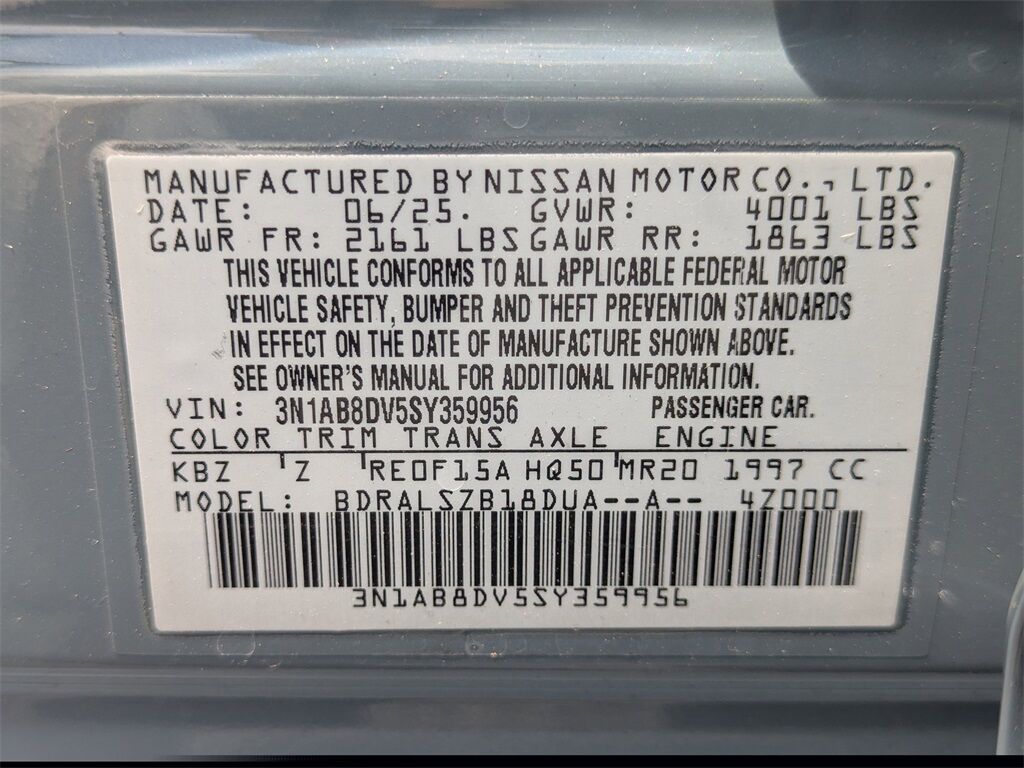 MANUFACTURED BY NISSAN MOTOR CO., LTD.
DATE: 06/25. GVWR: 4001 LBS
GAWR FR: 2161 LBS GAWR RR: 1863 LBS
THIS VEHICLE CONFORMS TO ALL APPLICABLE FEDERAL MOTOR
VEHICLE SAFETY, BUMPER AND THEFT PREVENTION STANDARDS
IN EFFECT ON THE DATE OF MANUFACTURE SHOWN ABOVE.
SEE OWNER'S MANUAL FOR ADDITIONAL INFORMATION.
VIN: 3N1AB8DV5SY359956 PASSENGER CAR.
COLOR TRIM TRANS AXLE ENGINE
KBZ Z RE0F15A HQ50 MR20 1997 CC
MODEL: BDRALSZB18DUA--A-- 4Z000
3N1AB8DV5SY359956